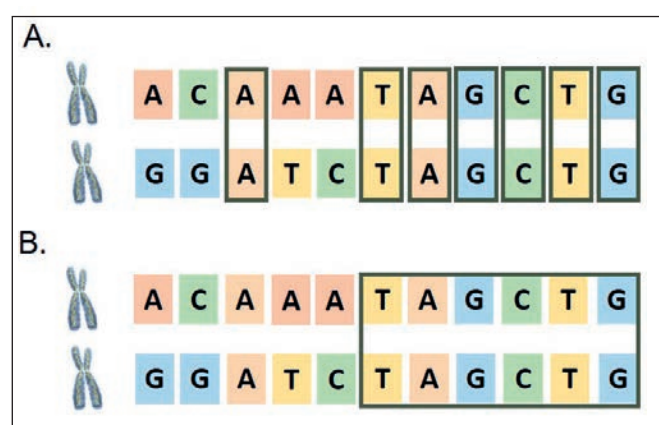 A.
A C A A A T A G C T G
G G A T C T A G C T G
B.
A C A A A T A G C T G
G G A T C T A G C T G